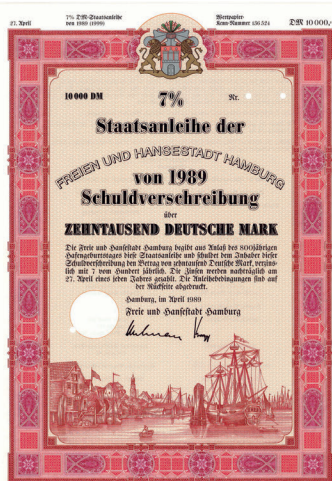 27. April
7% DM-Staatsanleihe
von 1989 (1999)
Wertpapier-
Kenn-Nummer 136 324
DM 10 000,-
10 000 DM
7%
Nr.
Staatsanleihe der
FREIEN UND HANSESTADT HAMBURG
von 1989
Schuldverschreibung
über
ZEHNTAUSEND DEUTSCHE MARK
Die Freie und Hansestadt Hamburg begibt aus Anlaß des 800jährigen
Hafengeburtstages diese Staatsanleihe und schuldet dem Inhaber dieser
Schuldverschreibung den Betrag von zehntausend Deutsche Mark, verzins-
lich mit 7 vom Hundert jährlich. Die Zinsen werden nachträglich am
27. April eines jeden Jahres gezahlt. Die Anleihebedingungen sind auf
der Rückseite abgedruckt.
Hamburg, im April 1989
Freie und Hansestadt Hamburg